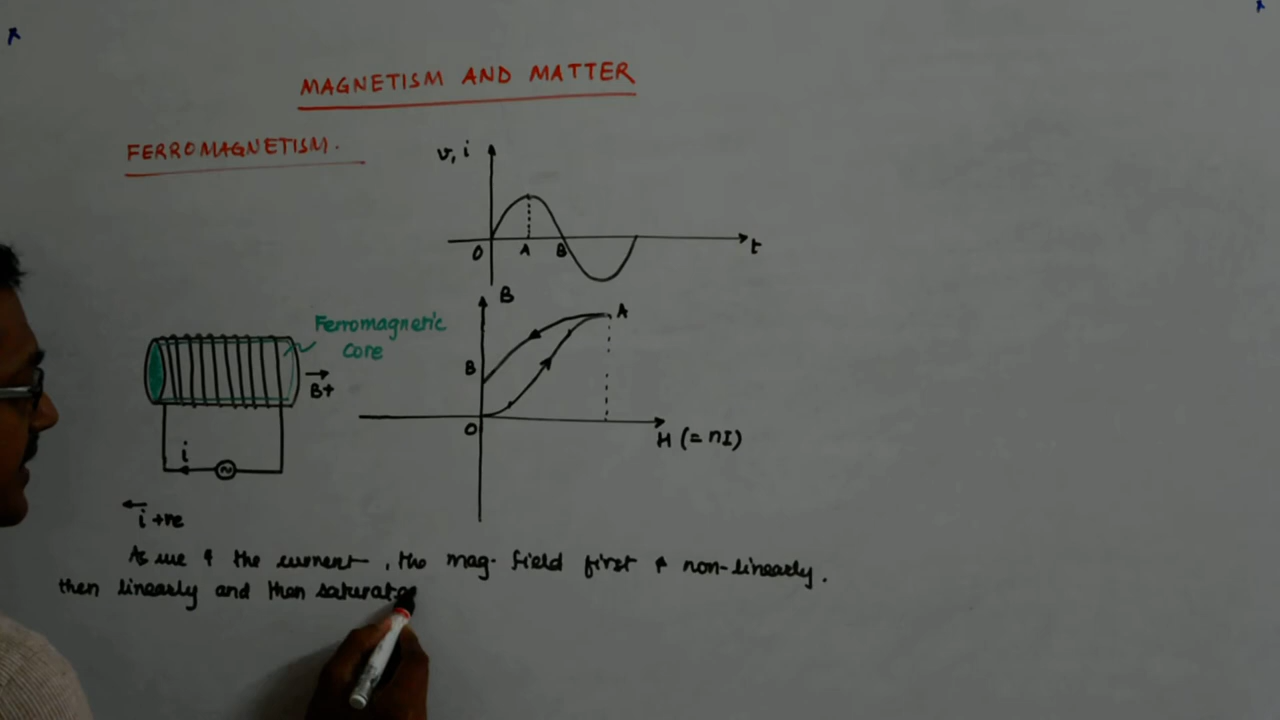 MAGNETISM AND MATTER
FERROMAGNETISM.
v, i
O A B
t
B
Ferromagnetic
core
A
B
B+
O
H (= nI)
i
~
i +ve
As we ↑ the current, the mag. field first ↑ non-linearly.
then linearly and then saturate